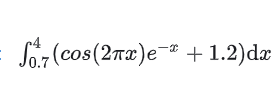 ∫_{0.7}^{4}(cos(2πx)e^{-x} + 1.2)dx